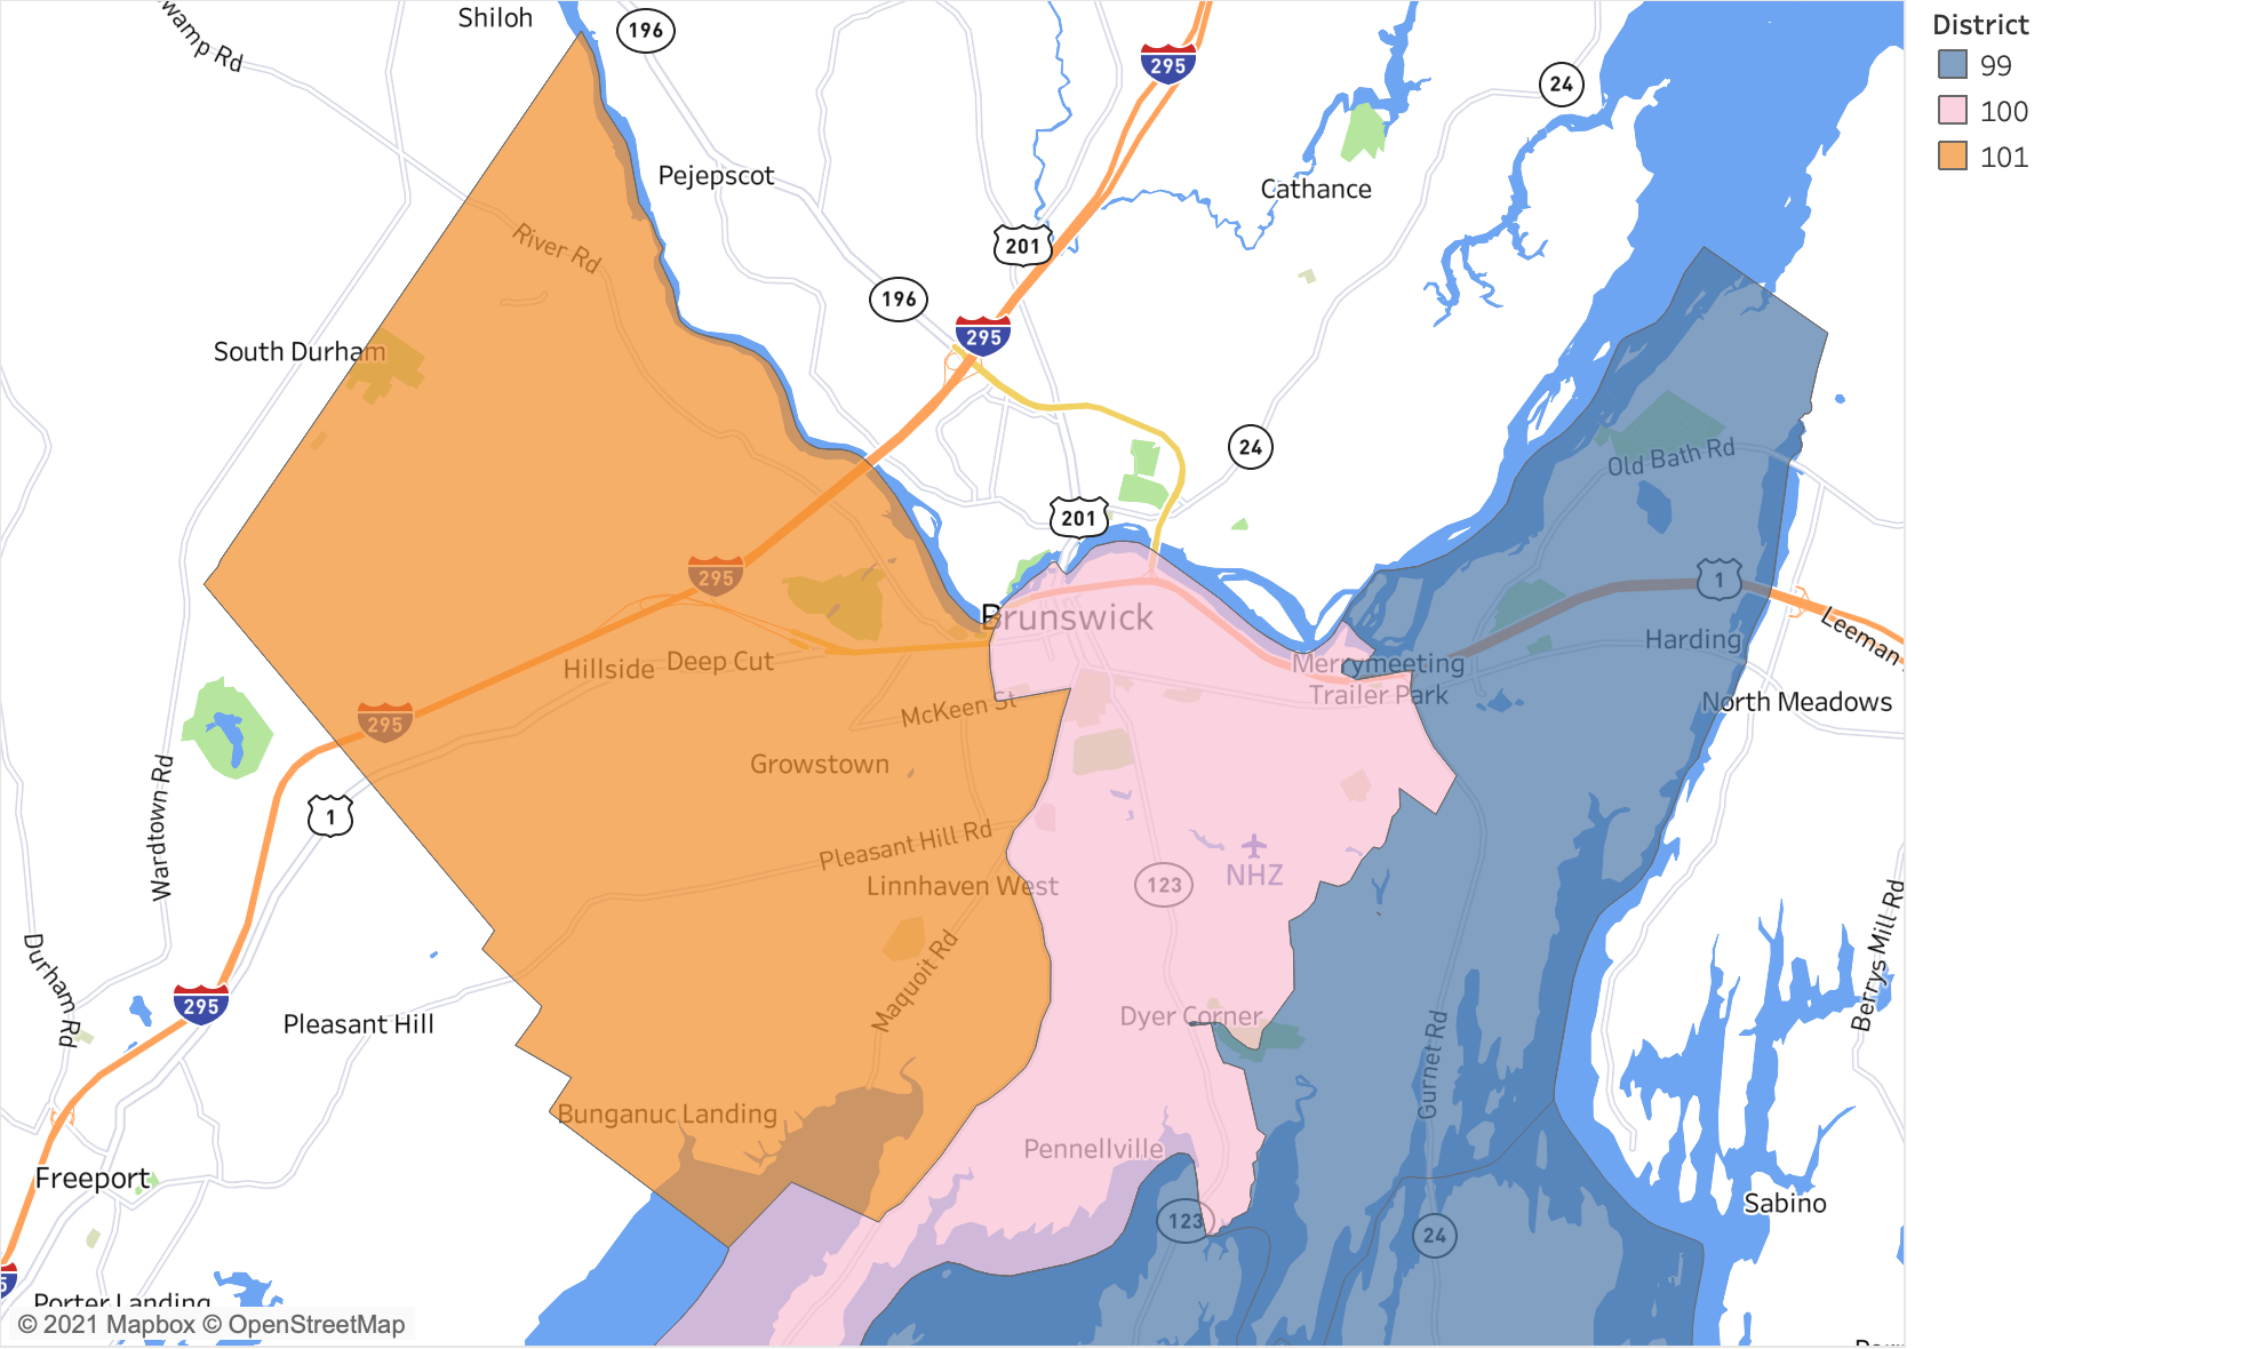 Shiloh
196
295
24
Swamp Rd
Pejepscot
Cathance
River Rd
201
196
295
South Durham
24
Old Bath Rd
201
295
1
Brunswick
Leeman
Hillside
Deep Cut
Merrymeeting
Trailer Park
Harding
North Meadows
McKeen St
295
Growstown
1
Wardtown Rd
Pleasant Hill Rd
Linnhaven West
123
NHZ
Maquoit Rd
Berrys Mill Rd
Durham Rd
295
Pleasant Hill
Dyer Corner
Gurnet Rd
Bunganuc Landing
Pennellville
Freeport
Sabino
123
24
5
Porter Landing
© 2021 Mapbox © OpenStreetMap
District
99
100
101